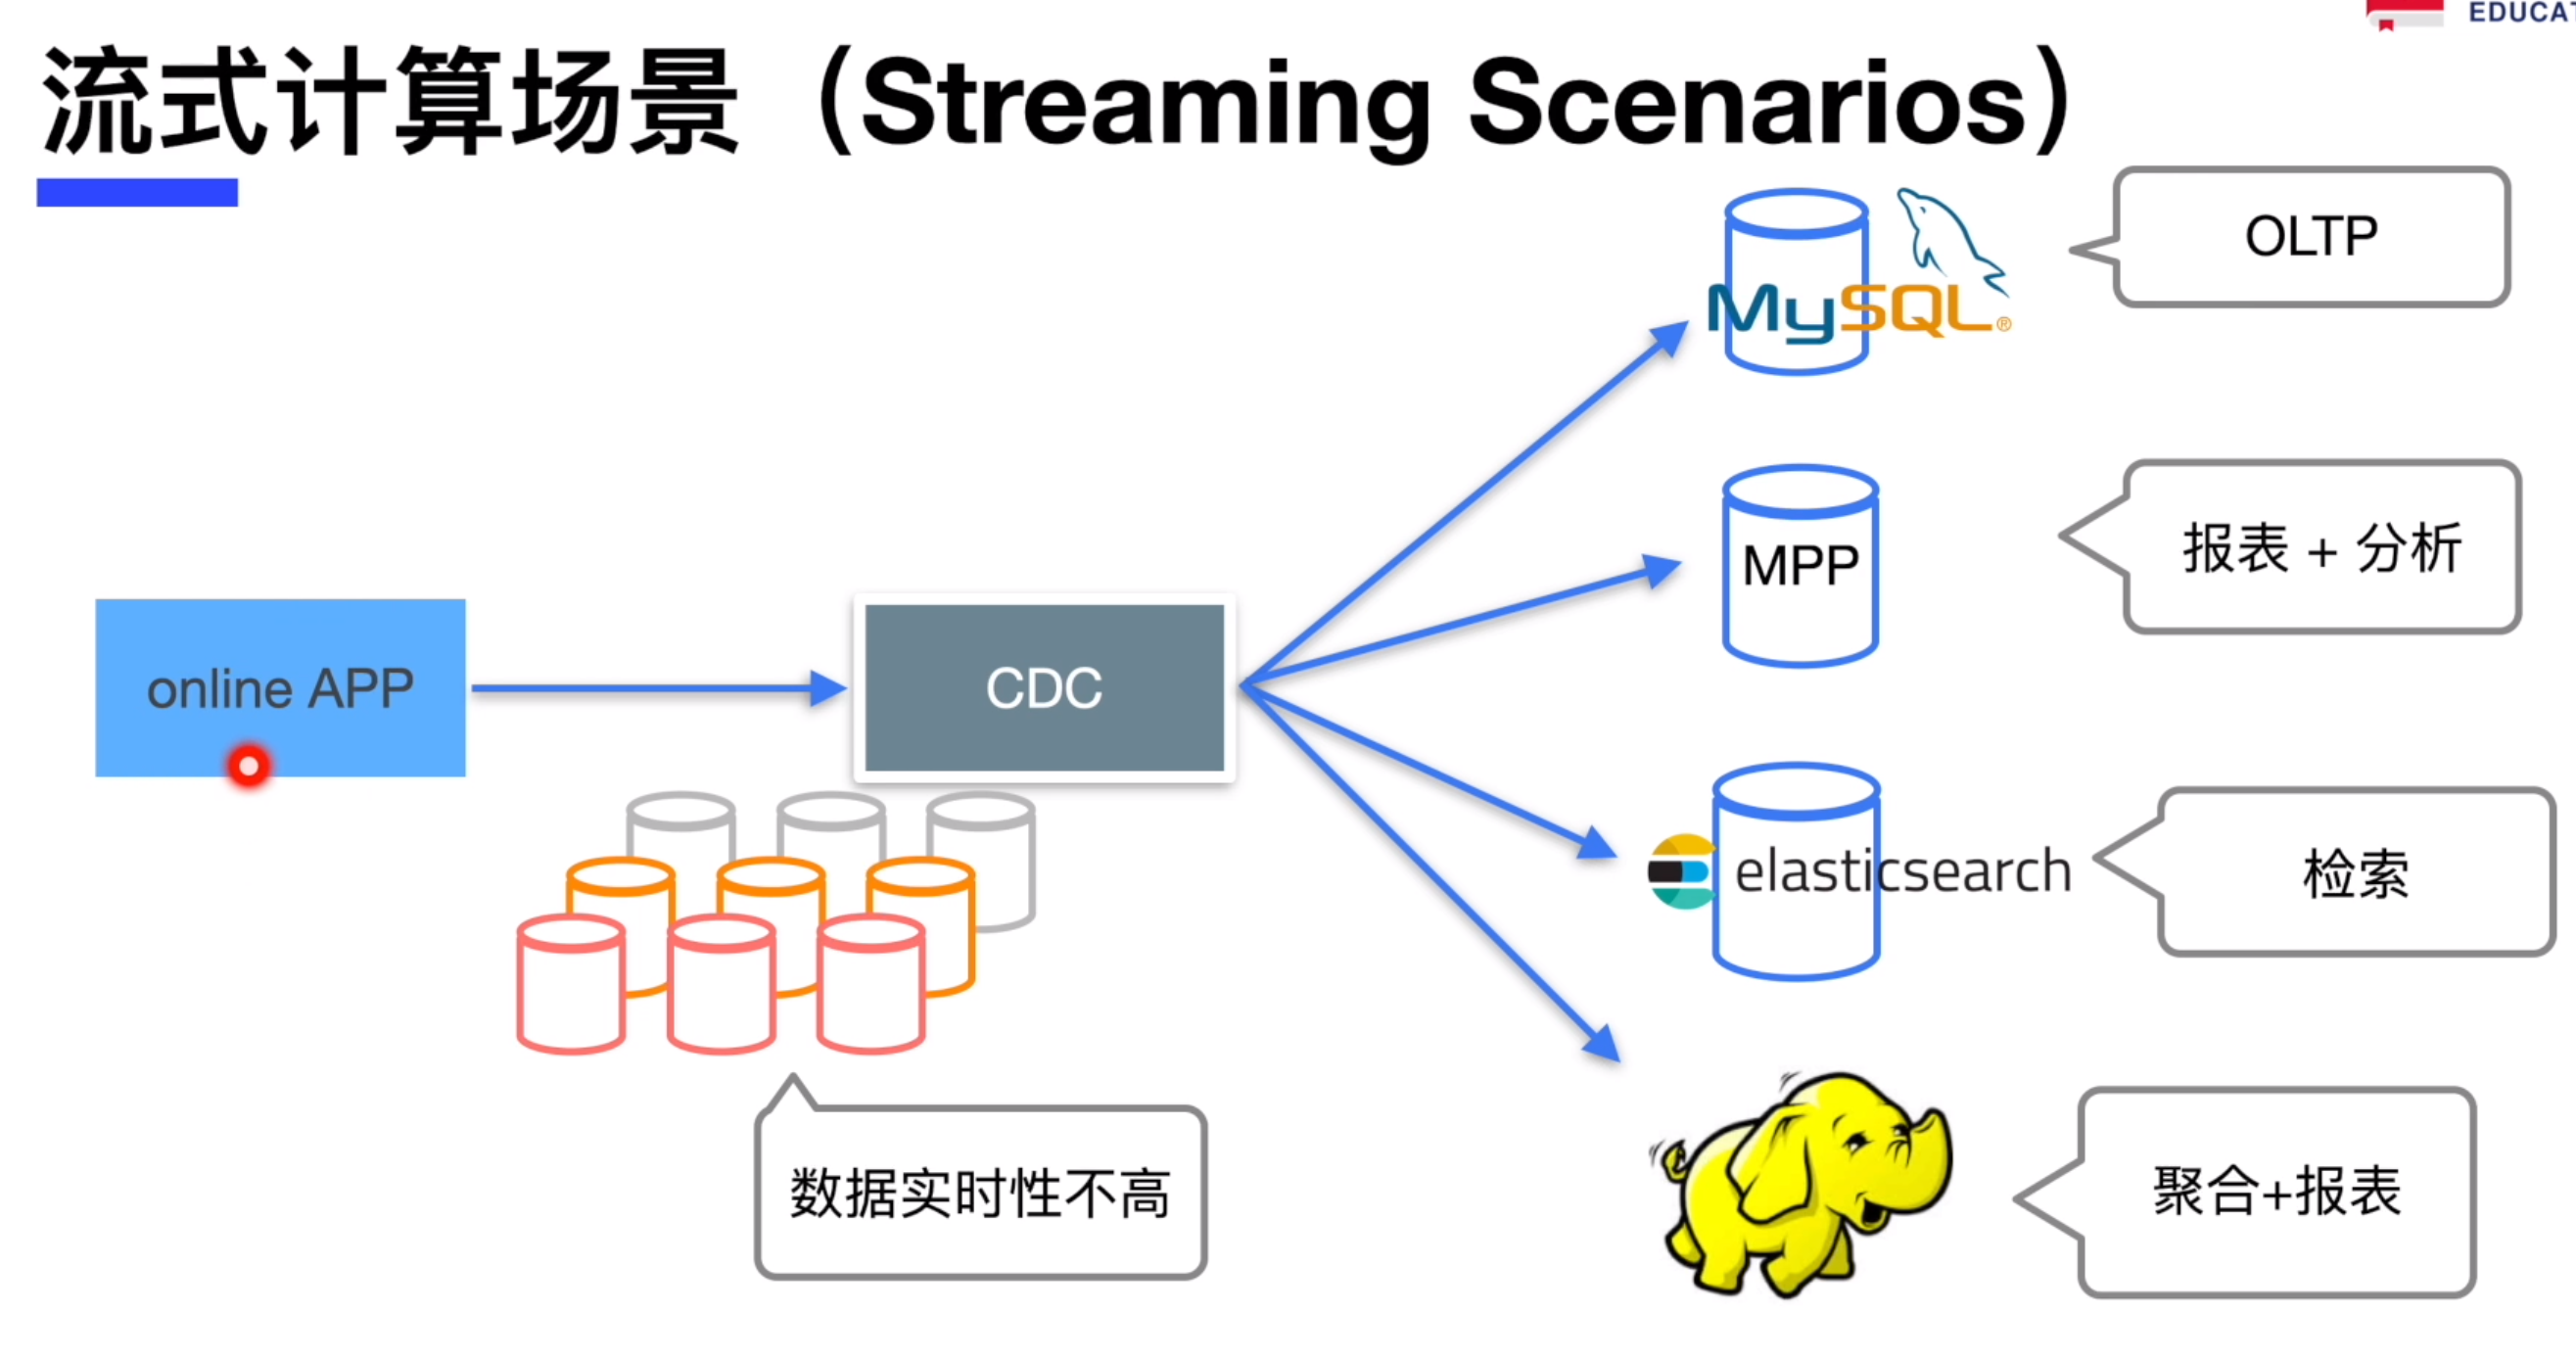 EDUCAT
流式计算场景（Streaming Scenarios）
OLTP
MySQL®
MPP
报表 + 分析
online APP
CDC
elasticsearch
检索
数据实时性不高
聚合+报表